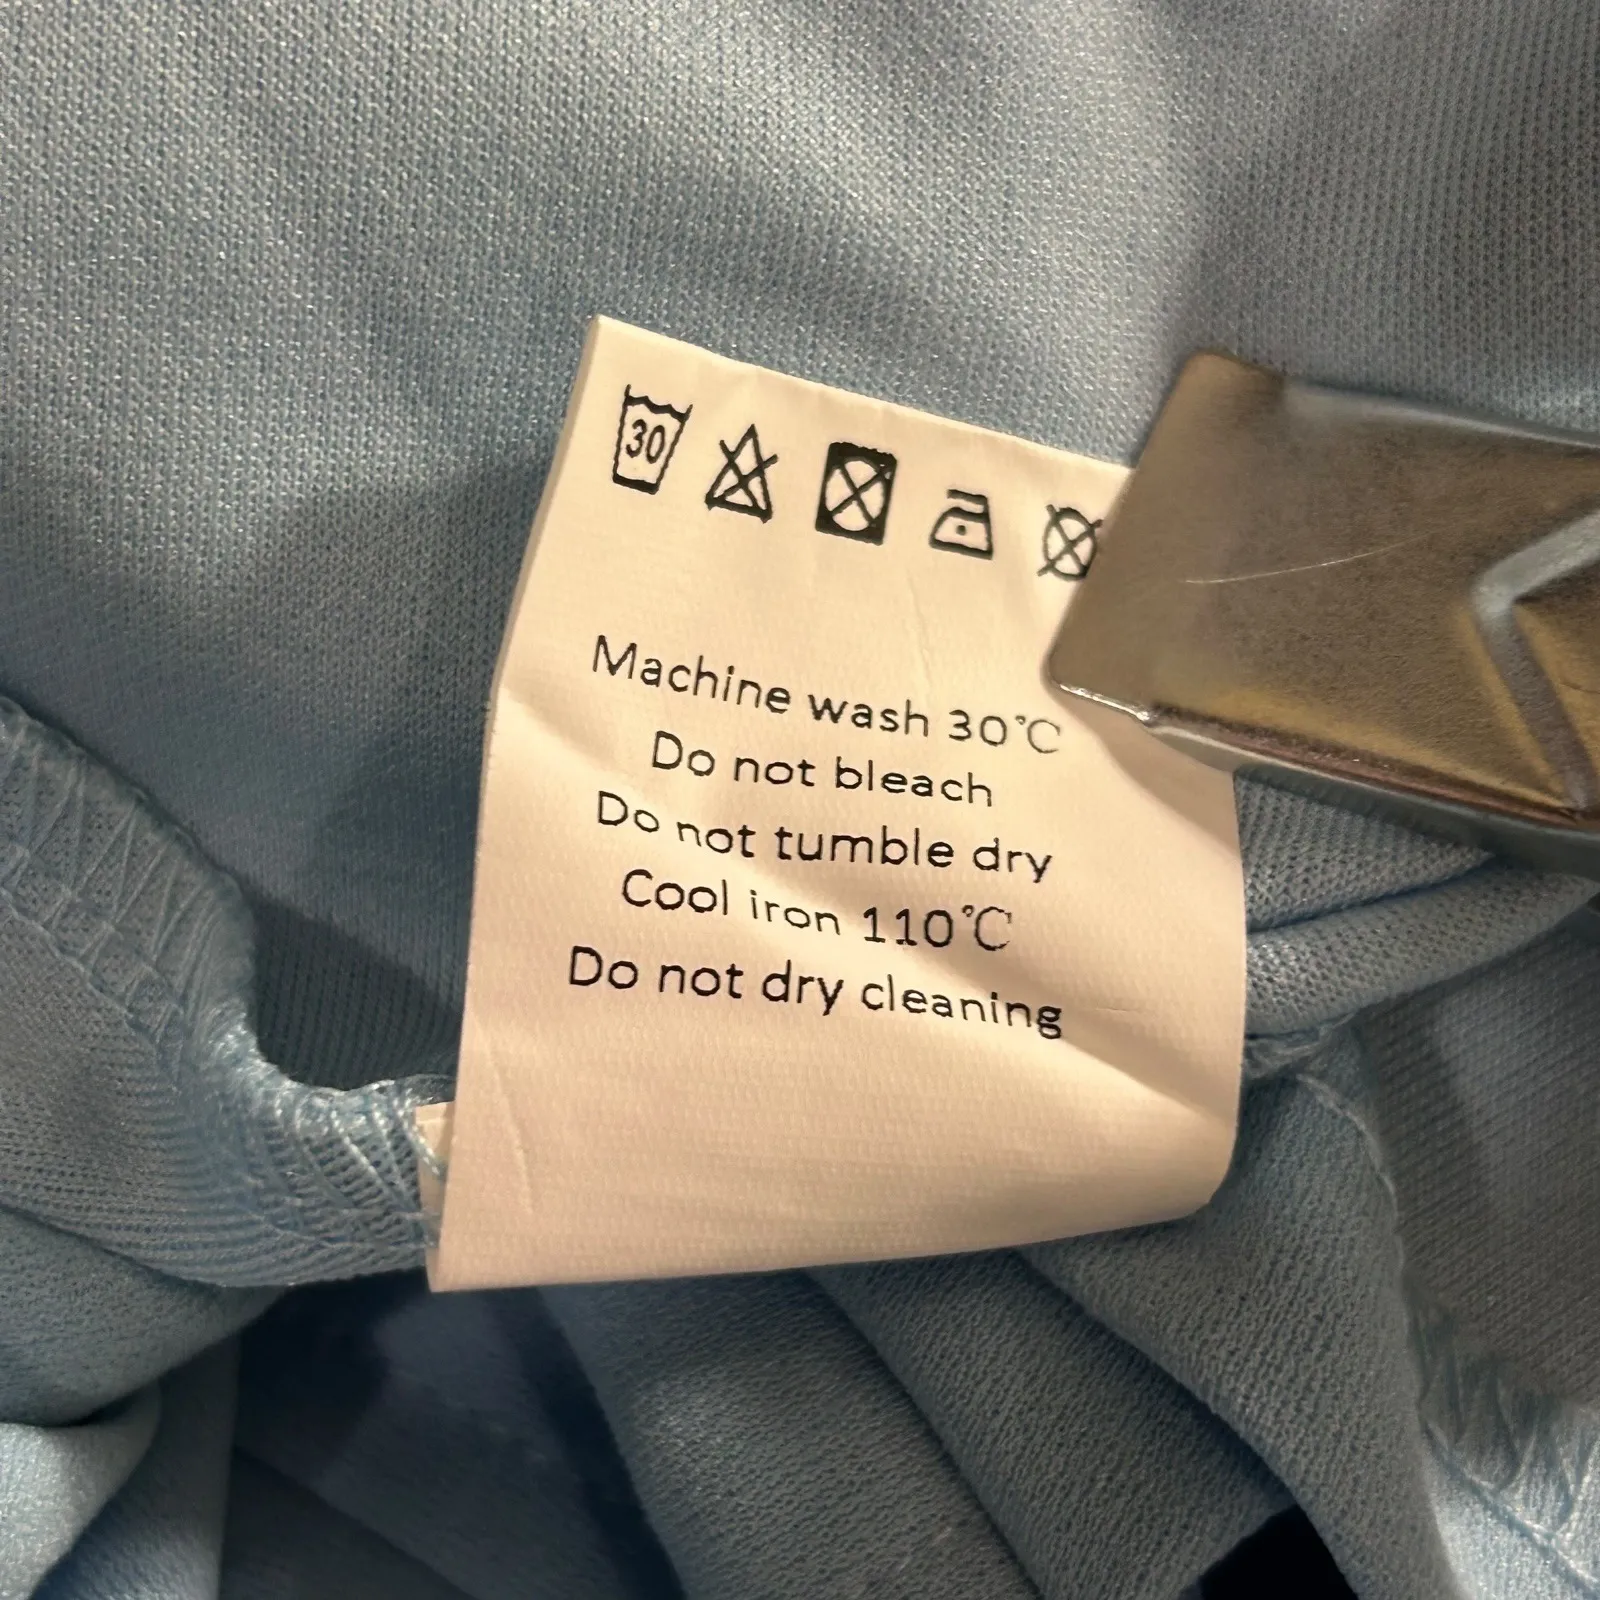 30
Machine wash 30°C
Do not bleach
Do not tumble dry
Cool iron 110°C
Do not dry cleaning